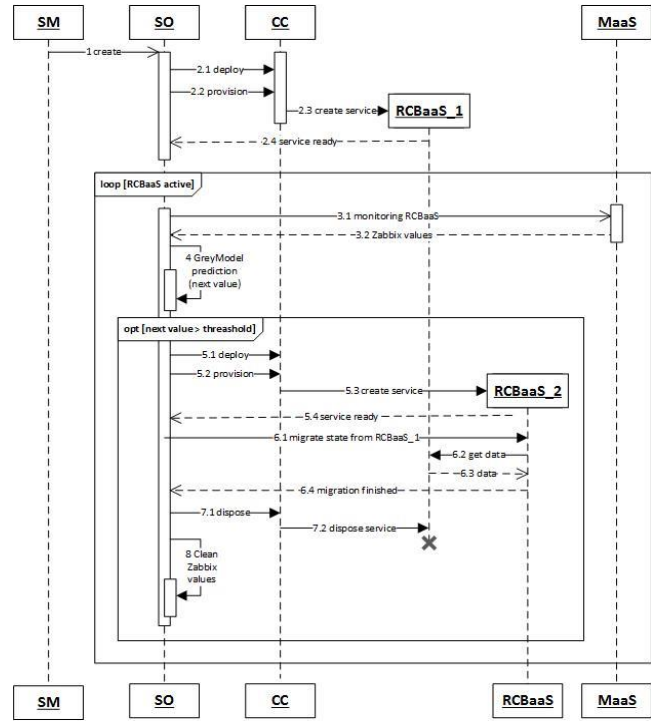 SM
SO
CC
MaaS
1 create
2.1 deploy
2.2 provision
2.3 create service
RCBaaS_1
2.4 service ready
loop [RCBaaS active]
3.1 monitoring RCBaaS
3.2 Zabbix values
4 GreyModel
prediction
(next value)
opt [next value> threashold]
5.1 deploy
5.2 provision
5.3 create service
RCBaaS_2
5.4 service ready
6.1 migrate state from RCBaaS_1
6.2 get data
6.3 data
6.4 migration finished
7.1 dispose
7.2 dispose service
8 Clean
Zabbix
values
SM
SO
CC
RCBaaS
MaaS